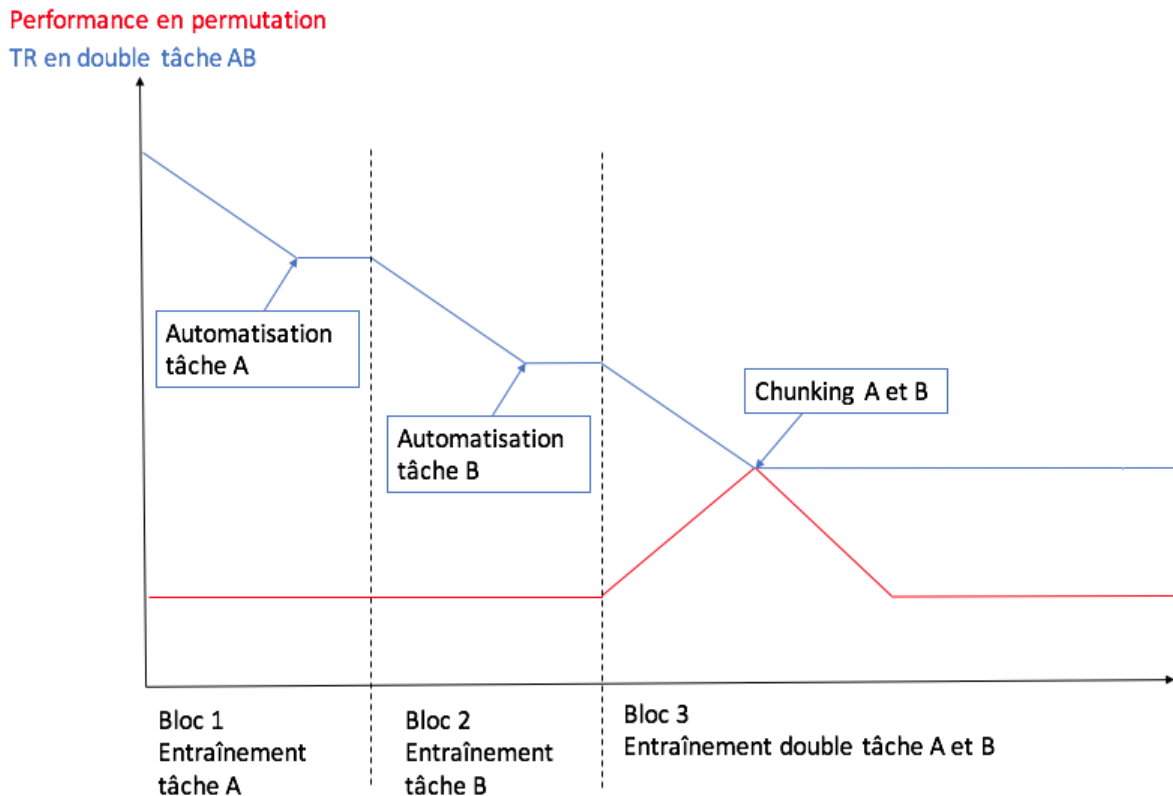 Performance en permutation
TR en double tâche AB
Automatisation
tâche A
Automatisation
tâche B
Chunking A et B
Bloc 1
Entraînement
tâche A
Bloc 2
Entraînement
tâche B
Bloc 3
Entraînement double tâche A et B